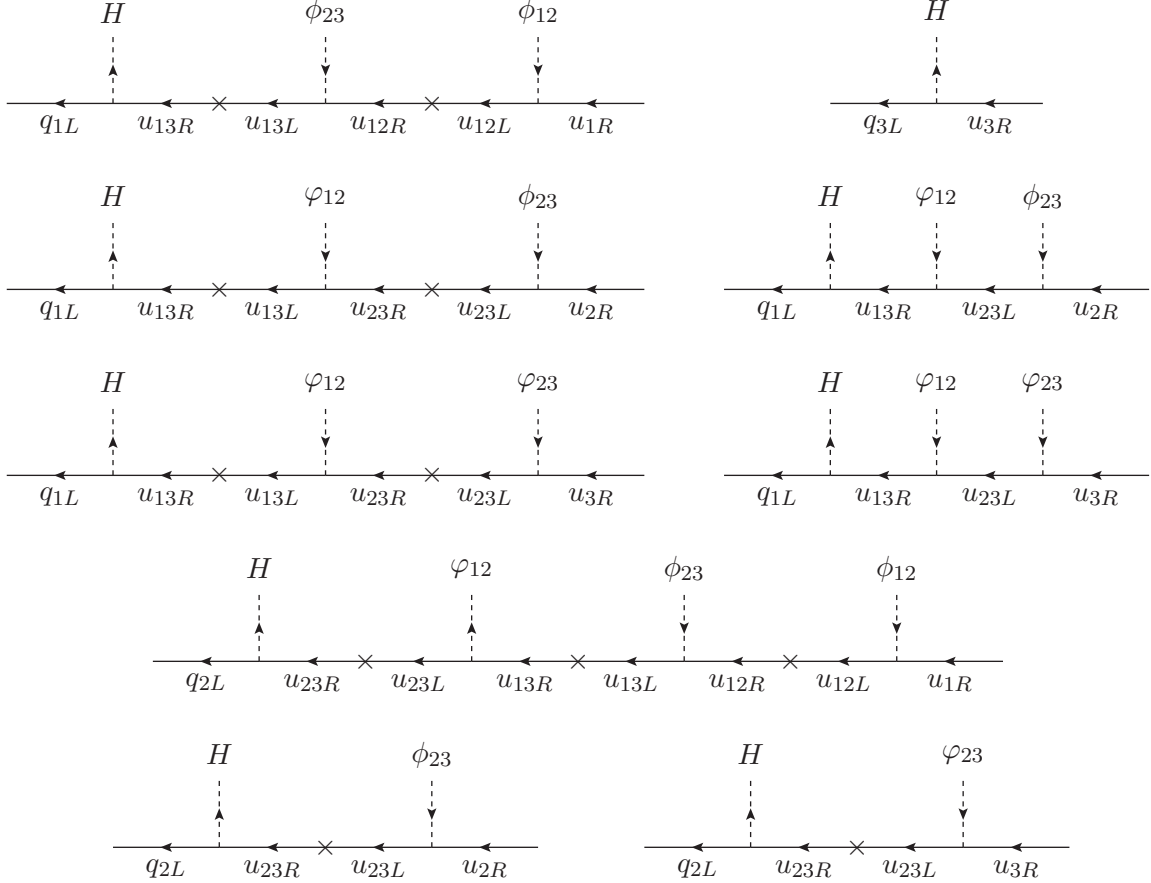 H ϕ23 ϕ12 H
q1L u13R u13L u12R u12L u1R q3L u3R
H φ12 ϕ23 H φ12 ϕ23
q1L u13R u13L u23R u23L u2R q1L u13R u23L u2R
H φ12 φ23 H φ12 φ23
q1L u13R u13L u23R u23L u3R q1L u13R u23L u3R
H φ12 ϕ23 ϕ12
q2L u23R u23L u13R u13L u12R u12L u1R
H ϕ23 H φ23
q2L u23R u23L u2R q2L u23R u23L u3R